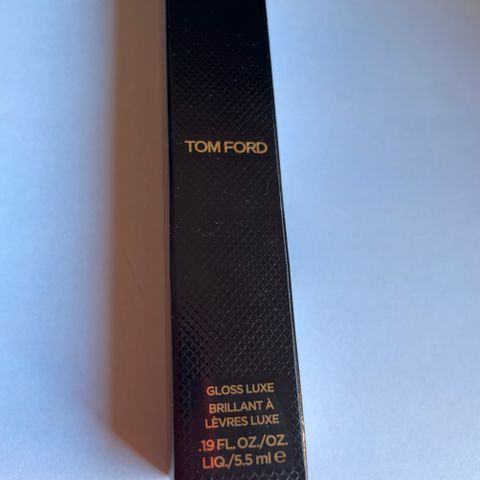 TOM FORD
GLOSS LUXE
BRILLANT À
LÈVRES LUXE
.19 FL. OZ./OZ.
LIQ./5.5 ml ℮